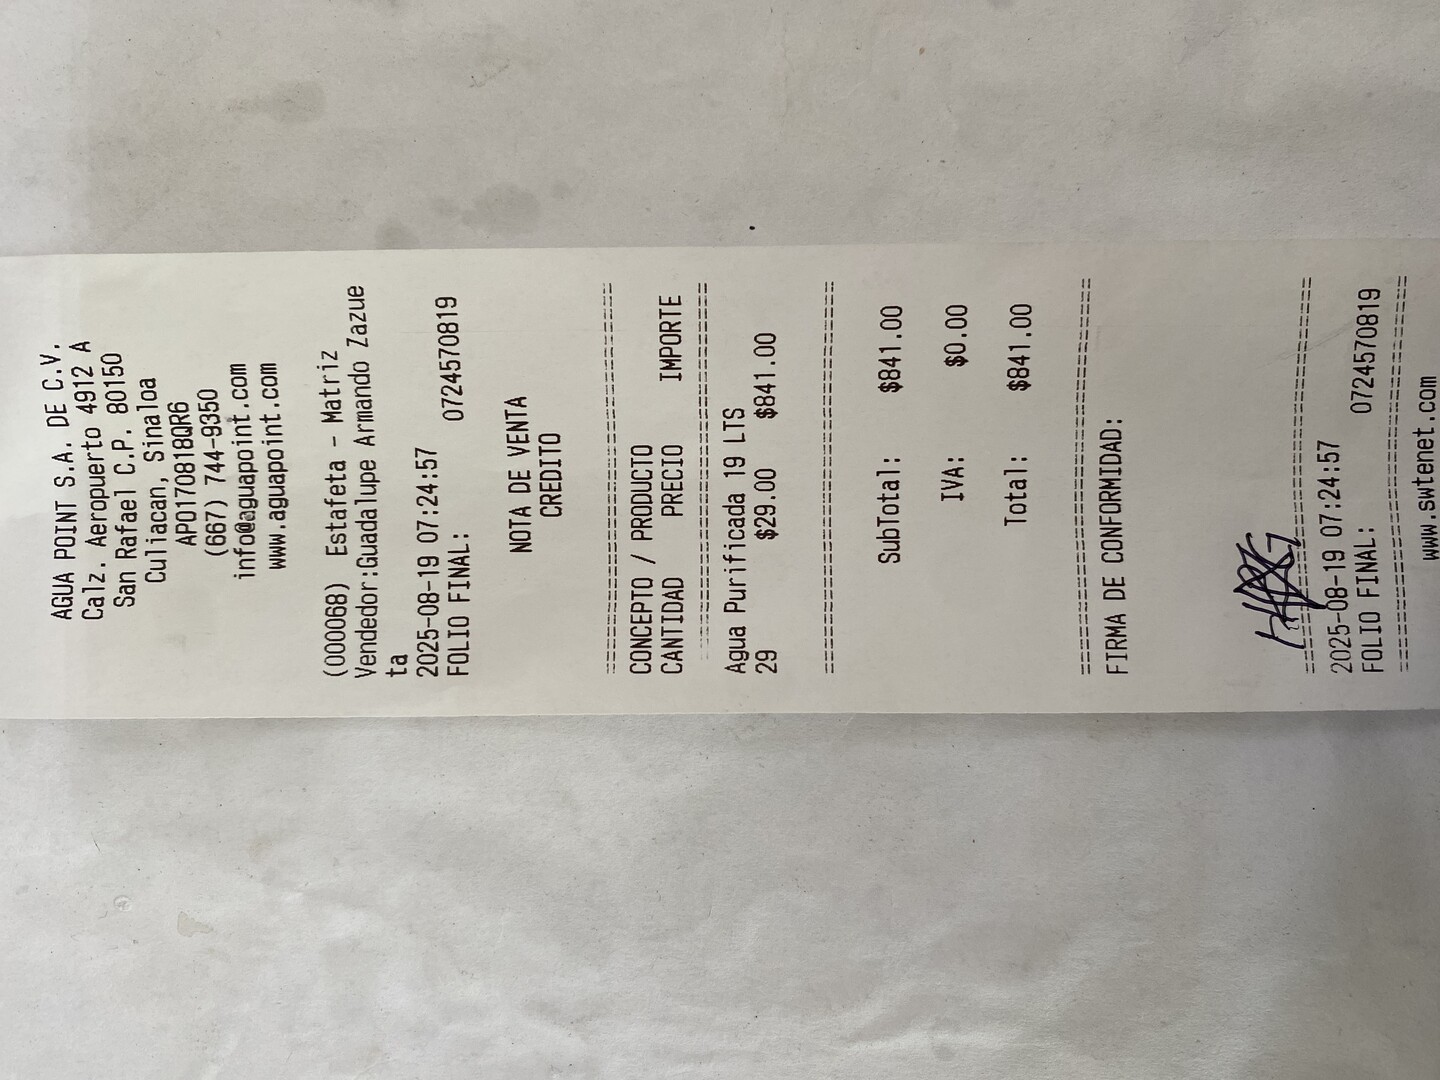 AGUA POINT S.A. DE C.V.
Calz. Aeropuerto 4912 A
San Rafael C.P. 80150
Culiacan, Sinaloa
APO170818QR6
(667) 744-9350
info@aguapoint.com
www.aguapoint.com
(000068) Estafeta - Matriz
Vendedor:Guadalupe Armando Zazue
ta
2025-08-19 07:24:57
FOLIO FINAL: 0724570819
NOTA DE VENTA
CREDITO
================================
CONCEPTO / PRODUCTO
CANTIDAD PRECIO IMPORTE
================================
Agua Purificada 19 LTS
29 $29.00 $841.00
================================
SubTotal: $841.00
IVA: $0.00
Total: $841.00
================================
FIRMA DE CONFORMIDAD:
================================
2025-08-19 07:24:57
FOLIO FINAL: 0724570819
================================
www.swtenet.com